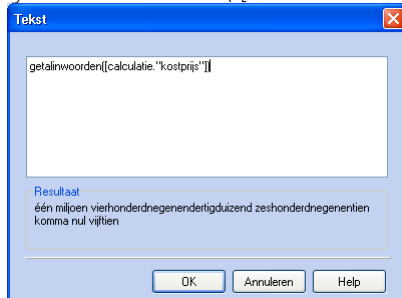 Tekst
getalinwoorden([calculatie."kostprijs"])
Resultaat
één miljoen vierhonderdnegenendertigduizend zeshonderdnegenentien
komma nul vijftien
OK Annuleren Help